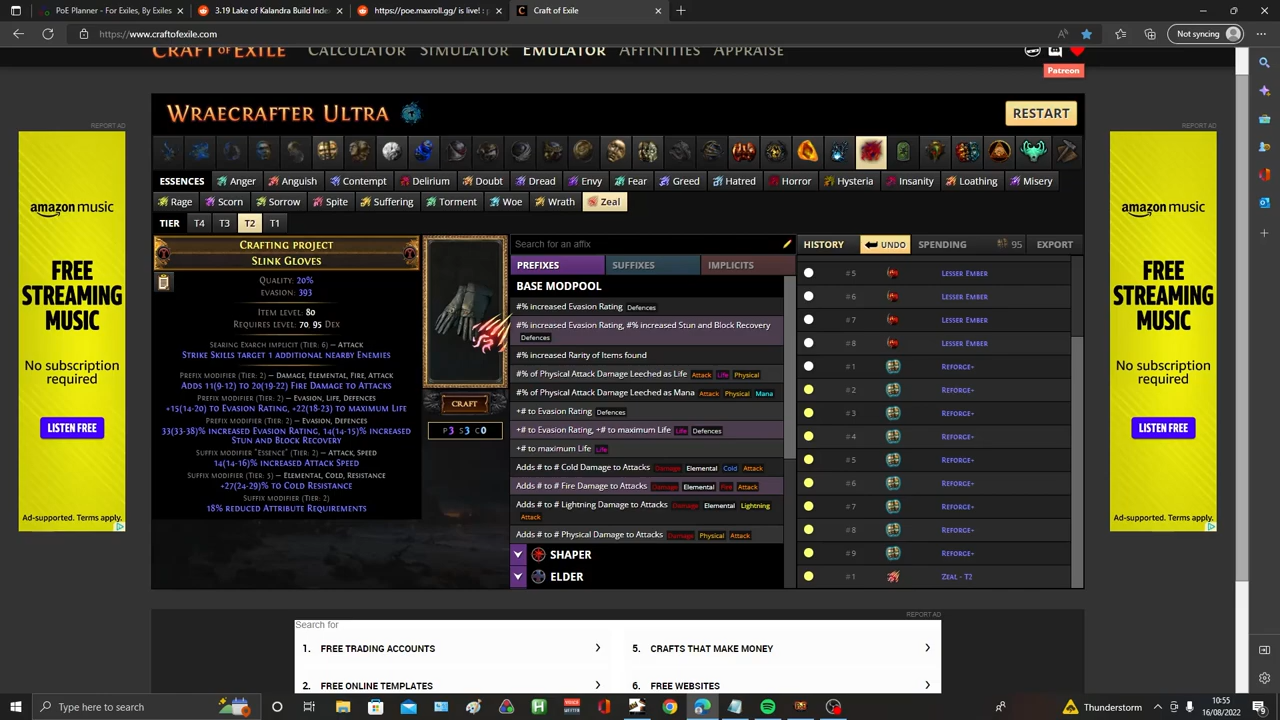 PoE Planner - For Exiles, By Exiles
3.19 Lake of Kalandra Build Inde
https://poe.maxroll.gg/ is live! : p
Craft of Exile
https://www.craftofexile.com
Not syncing
CRAFT OF EXILE
CALCULATOR
SIMULATOR
EMULATOR
AFFINITIES
APPRAISE
Patreon
WRAECRAFTER ULTRA
RESTART
ESSENCES Anger Anguish Contempt Delirium Doubt Dread Envy Fear Greed Hatred Horror Hysteria Insanity Loathing Misery
Rage Scorn Sorrow Spite Suffering Torment Woe Wrath Zeal
TIER T4 T3 T2 T1
CRAFTING PROJECT
SLINK GLOVES
QUALITY: 20%
EVASION: 393
ITEM LEVEL: 80
REQUIRES LEVEL: 70, 95 DEX
SEARING EXARCH IMPLICIT (TIER: 6) — ATTACK
STRIKE SKILLS TARGET 1 ADDITIONAL NEARBY ENEMIES
PREFIX MODIFIER (TIER: 2) — DAMAGE, ELEMENTAL, FIRE, ATTACK
ADDS 11(9-12) TO 20(19-22) FIRE DAMAGE TO ATTACKS
PREFIX MODIFIER (TIER: 2) — EVASION, LIFE, DEFENCES
+15(14-20) TO EVASION RATING, +22(18-23) TO MAXIMUM LIFE
PREFIX MODIFIER (TIER: 2) — EVASION, DEFENCES
33(33-38)% INCREASED EVASION RATING, 14(14-15)% INCREASED
STUN AND BLOCK RECOVERY
SUFFIX MODIFIER "ESSENCE" (TIER: 2) — ATTACK, SPEED
14(14-16)% INCREASED ATTACK SPEED
SUFFIX MODIFIER (TIER: 5) — ELEMENTAL, COLD, RESISTANCE
+27(24-29)% TO COLD RESISTANCE
SUFFIX MODIFIER (TIER: 2)
18% REDUCED ATTRIBUTE REQUIREMENTS
CRAFT
P 3 S 3 C 0
Search for an affix
PREFIXES SUFFIXES IMPLICITS
BASE MODPOOL
#% increased Evasion Rating Defences
#% increased Evasion Rating, #% increased Stun and Block Recovery
Defences
#% increased Rarity of Items found
#% of Physical Attack Damage Leeched as Life Attack Life Physical
#% of Physical Attack Damage Leeched as Mana Attack Physical Mana
+# to Evasion Rating Defences
+# to Evasion Rating, +# to maximum Life Life Defences
+# to maximum Life Life
Adds # to # Cold Damage to Attacks Damage Elemental Cold Attack
Adds # to # Fire Damage to Attacks Damage Elemental Fire Attack
Adds # to # Lightning Damage to Attacks Damage Elemental Lightning
Attack
Adds # to # Physical Damage to Attacks Damage Physical Attack
SHAPER
ELDER
HISTORY UNDO SPENDING 95 EXPORT
#5 LESSER EMBER
#6 LESSER EMBER
#7 LESSER EMBER
#8 LESSER EMBER
#1 REFORGE+
#2 REFORGE+
#3 REFORGE+
#4 REFORGE+
#5 REFORGE+
#6 REFORGE+
#7 REFORGE+
#8 REFORGE+
#9 REFORGE+
#1 ZEAL - T2
REPORT AD
amazon music
FREE
STREAMING
MUSIC
No subscription
required
LISTEN FREE
Ad-supported. Terms apply.
REPORT AD
amazon music
FREE
STREAMING
MUSIC
No subscription
required
LISTEN FREE
Ad-supported. Terms apply.
REPORT AD
Search for
1. FREE TRADING ACCOUNTS
5. CRAFTS THAT MAKE MONEY
2. FREE ONLINE TEMPLATES
6. FREE WEBSITES
Type here to search
Thunderstorm
10:55
16/08/2022